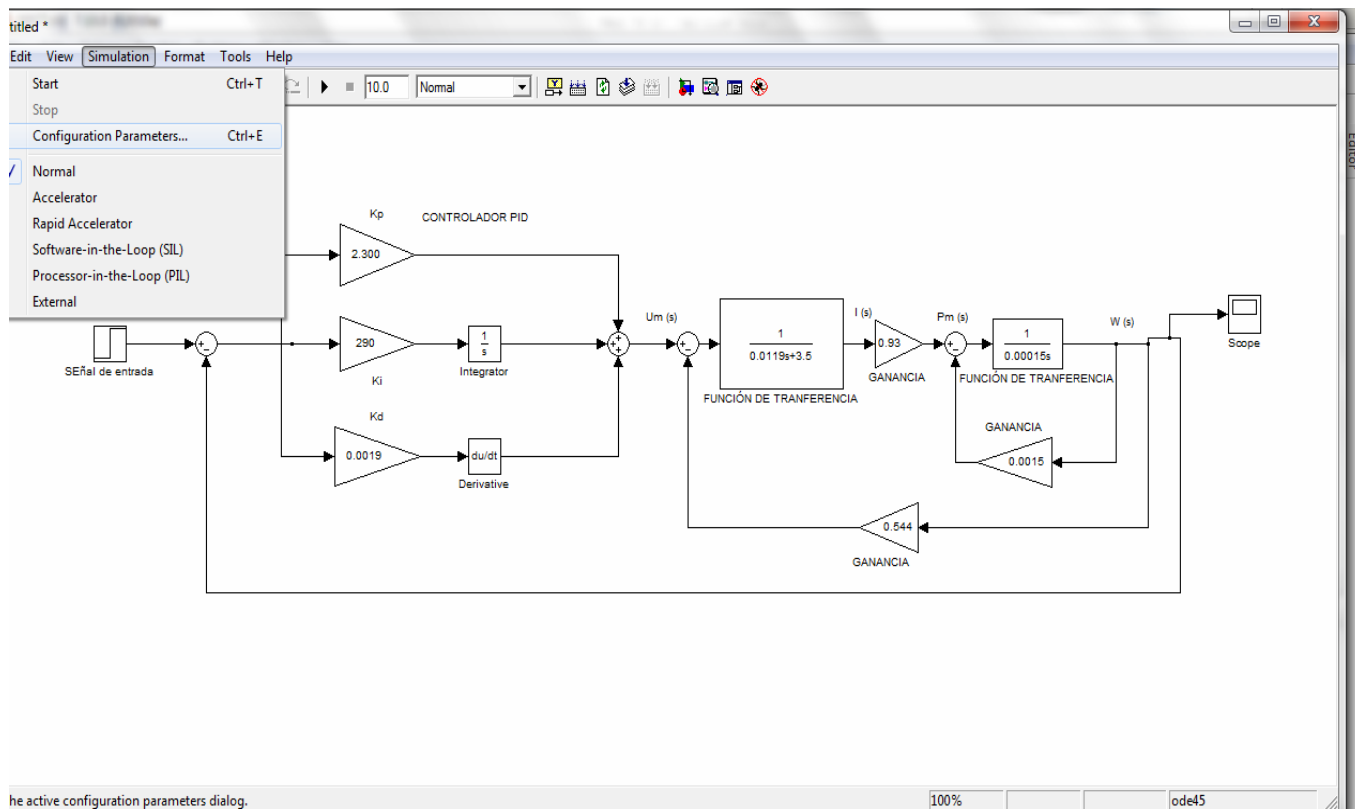 titled *
Edit View Simulation Format Tools Help
Start Ctrl+T
10.0 Normal
Stop
Configuration Parameters... Ctrl+E
Normal
Accelerator
Rapid Accelerator
Software-in-the-Loop (SIL)
Processor-in-the-Loop (PIL)
External
Editor
Kp
CONTROLADOR PID
2.300
SEñal de entrada
290
Ki
1
s
Integrator
Kd
0.0019
du/dt
Derivative
Um (s)
1
0.0119s+3.5
FUNCIÓN DE TRANFERENCIA
I (s)
0.93
GANANCIA
Pm (s)
1
0.00015s
FUNCIÓN DE TRANFERENCIA
W (s)
Scope
GANANCIA
0.0015
0.544
GANANCIA
he active configuration parameters dialog.
100%
ode45